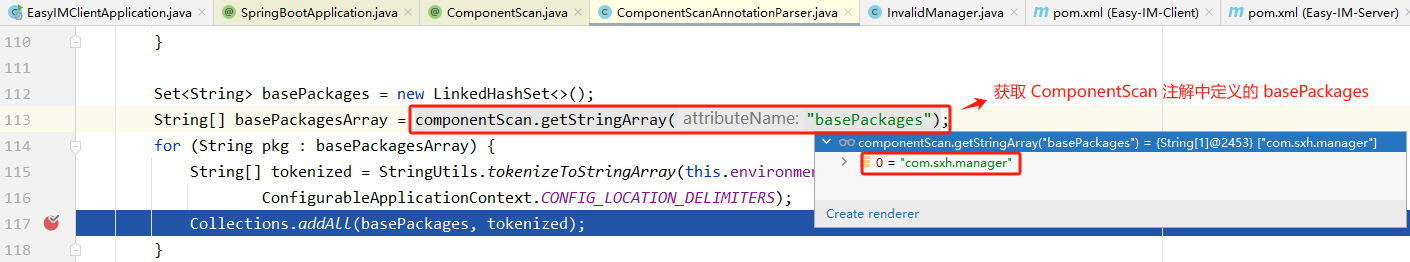 EasyIMClientApplication.java × SpringBootApplication.java × ComponentScan.java × ComponentScanAnnotationParser.java × InvalidManager.java × pom.xml (Easy-IM-Client) × pom.xml (Easy-IM-Server) ×
110 }
111
112 Set<String> basePackages = new LinkedHashSet<>();
获取 ComponentScan 注解中定义的 basePackages
113 String[] basePackagesArray = componentScan.getStringArray( attributeName: "basePackages");
114 for (String pkg : basePackagesArray) {
componentScan.getStringArray("basePackages") = {String[1]@2453} ["com.sxh.manager"]
0 = "com.sxh.manager"
115 String[] tokenized = StringUtils.tokenizeToStringArray(this.environme
116 ConfigurableApplicationContext.CONFIG_LOCATION_DELIMITERS);
Create renderer
117 Collections.addAll(basePackages, tokenized);
118 }